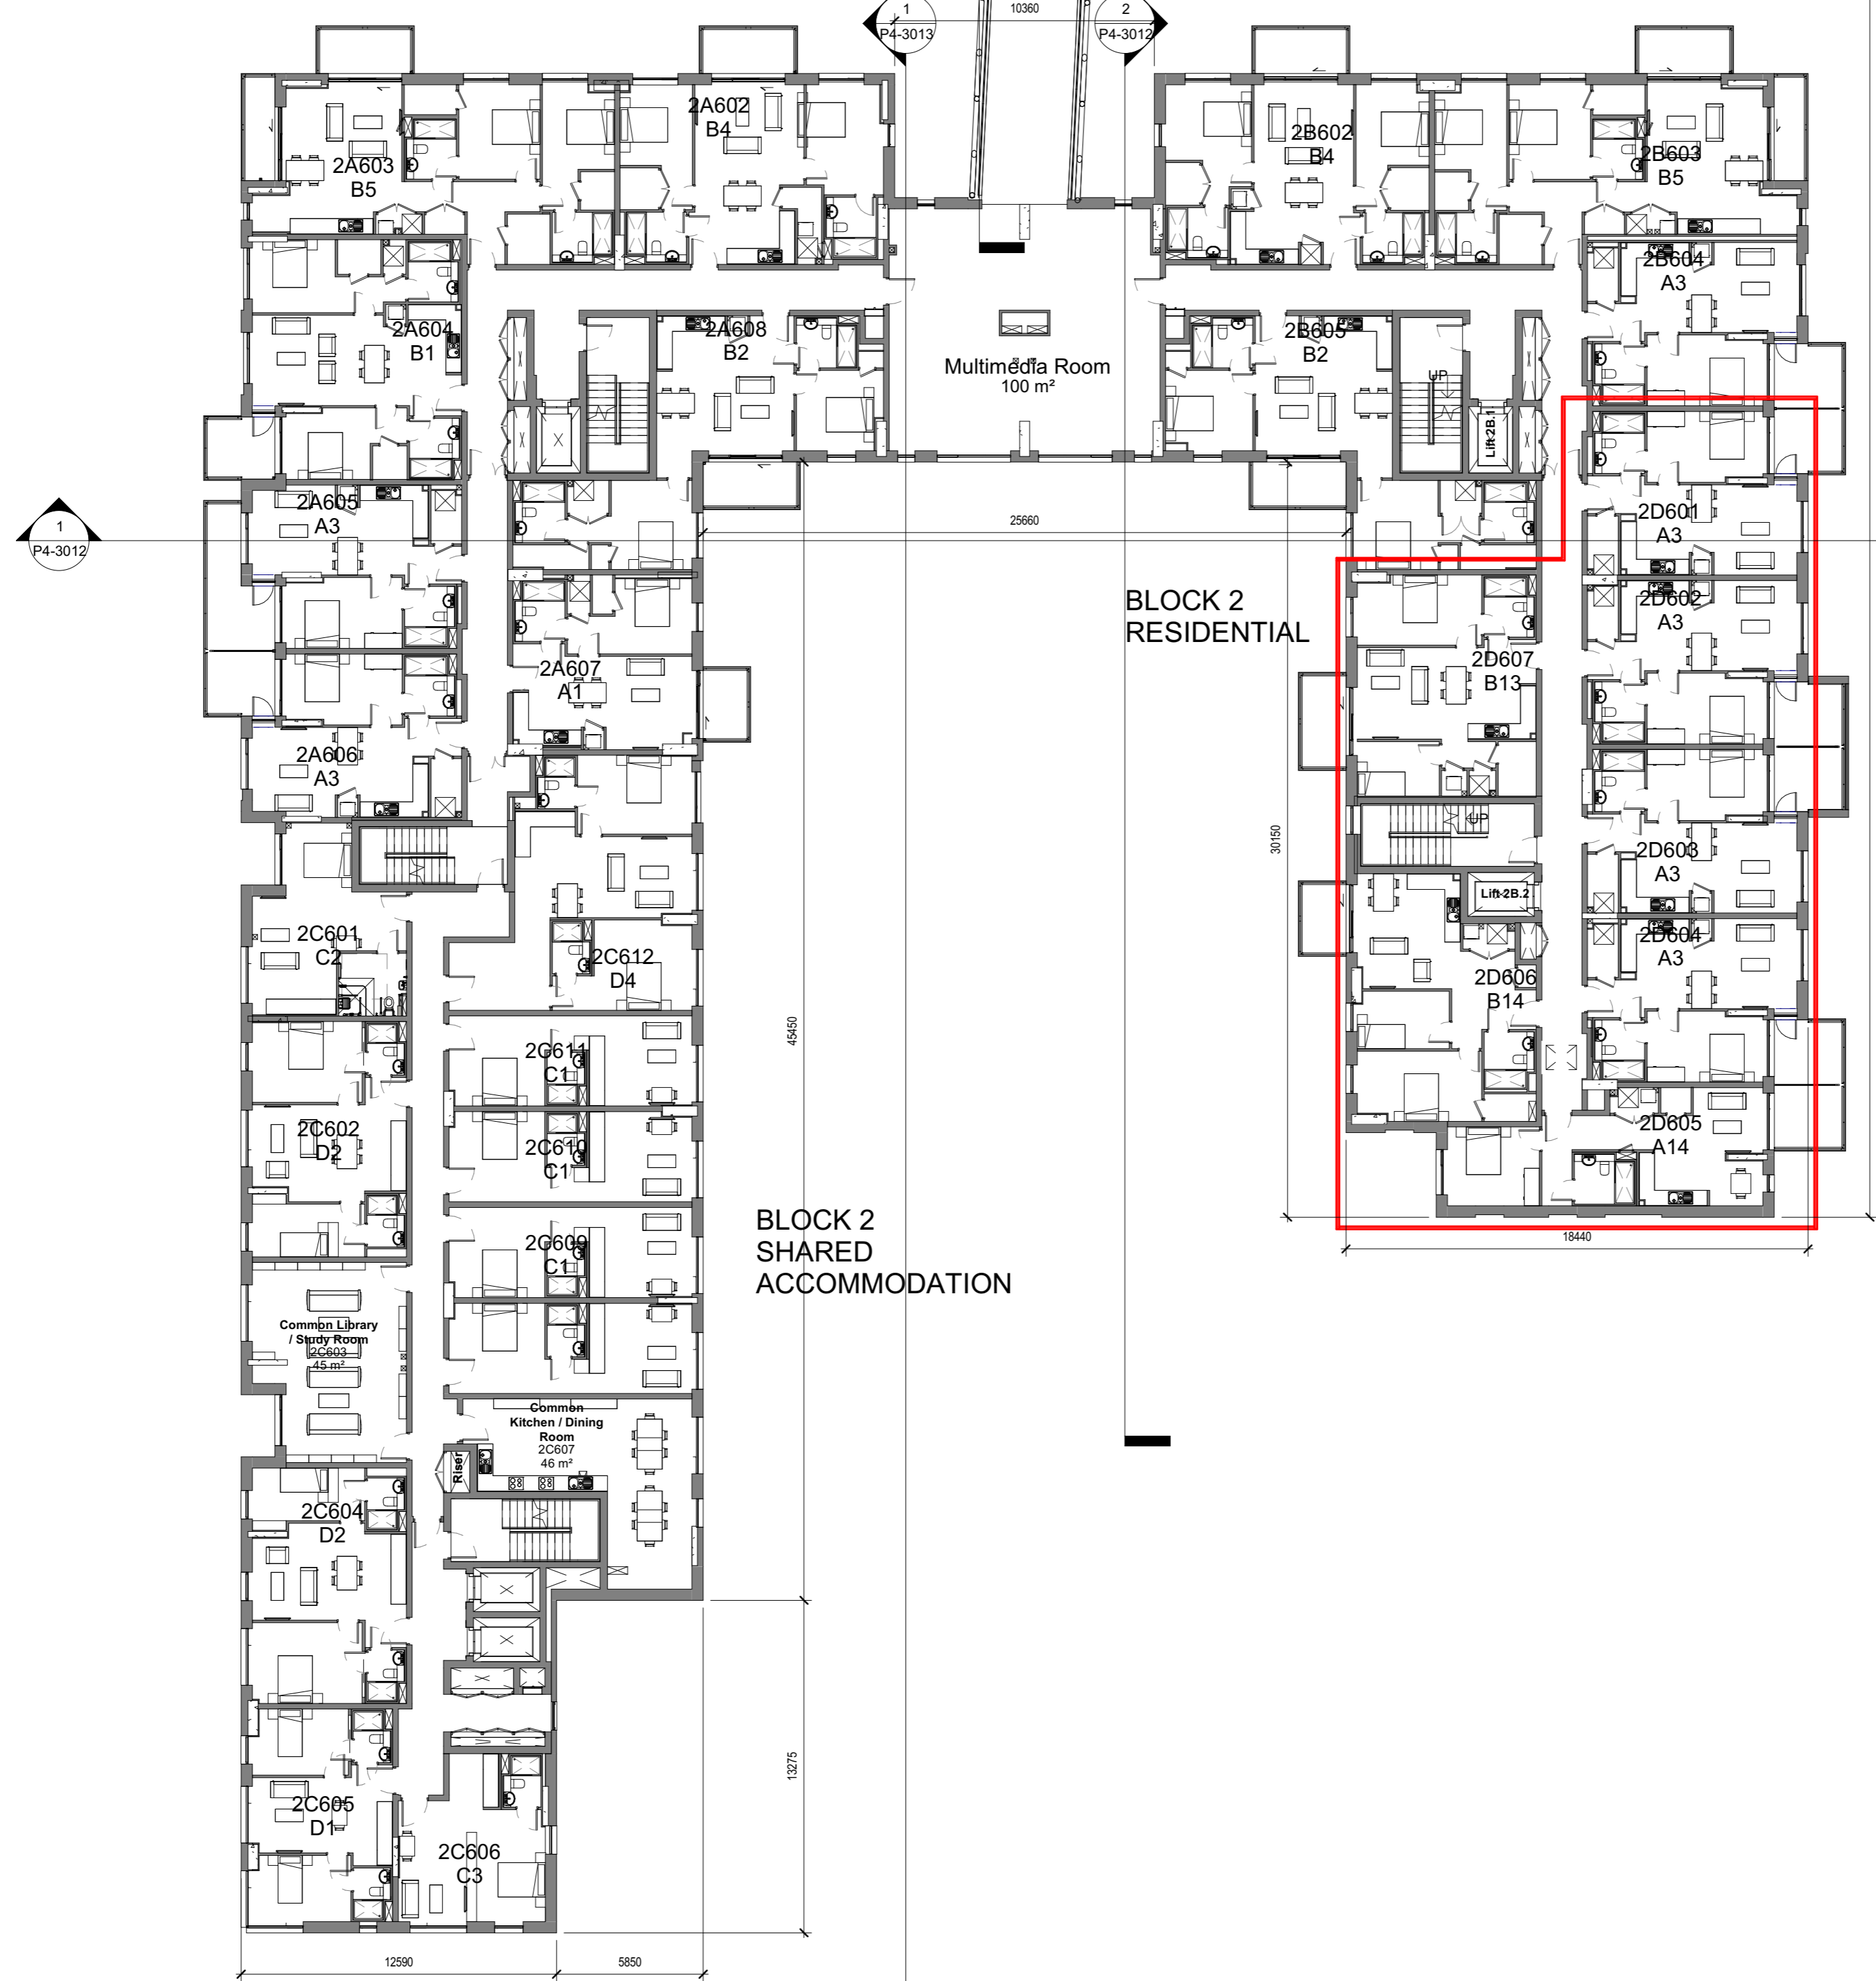 10360
1
P4-3013
2
P4-3012
2A603
B5
2A602
B4
2B602
B4
2B603
B5
2A604
B1
2A608
B2
Multimedia Room
100 m²
2B605
B2
UP
Lift 2B.1
2B604
A3
1
P4-3012
2A605
A3
25660
2D601
A3
BLOCK 2
RESIDENTIAL
2D602
A3
2A607
A1
2D607
B13
2A606
A3
30150
UP
2D603
A3
Lift-2B.2
2C601
C2
2C612
D4
2D606
B14
2D604
A3
45450
2C611
C1
2C602
D2
2C610
C1
2D605
A14
BLOCK 2
SHARED
ACCOMMODATION
2C609
C1
18440
Common Library
/ Study Room
2C603
45 m²
Common
Kitchen / Dining
Room
2C607
46 m²
Riser
2C604
D2
13275
2C605
D1
2C606
C3
12590
5850